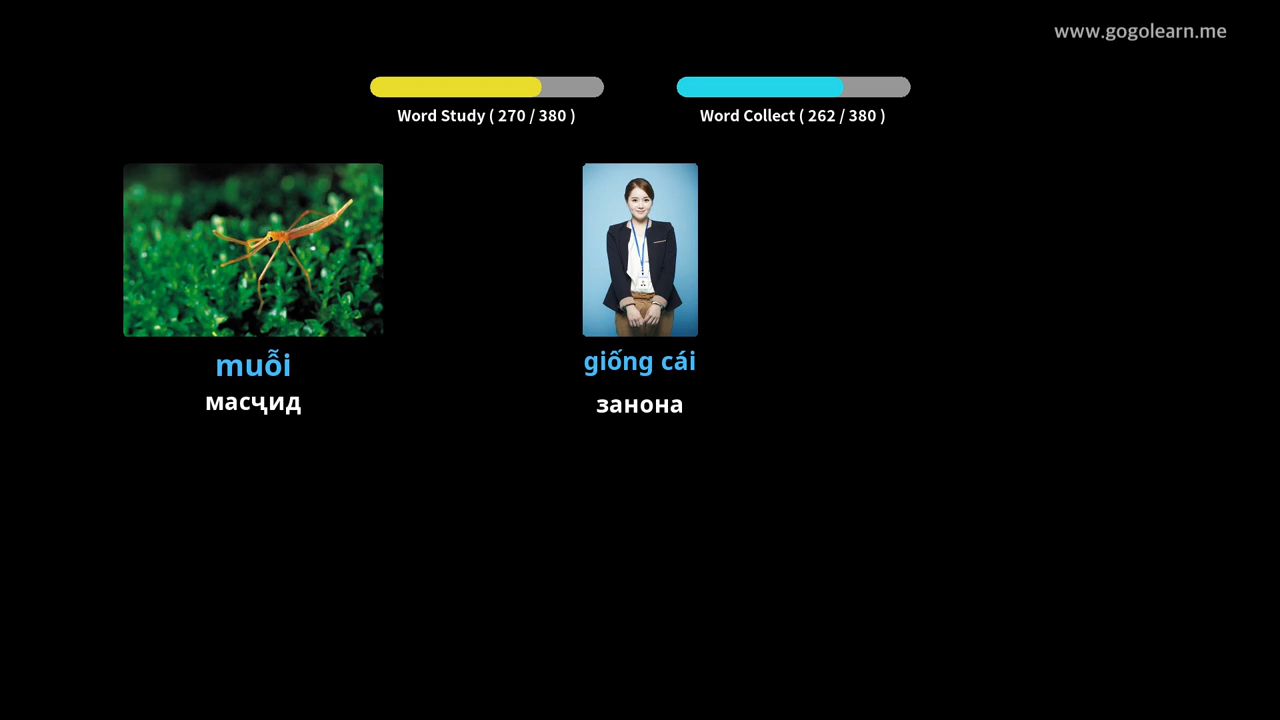 www.gogolearn.me
Word Study ( 270 / 380 )
Word Collect ( 262 / 380 )
muỗi
масҷид
giống cái
занона